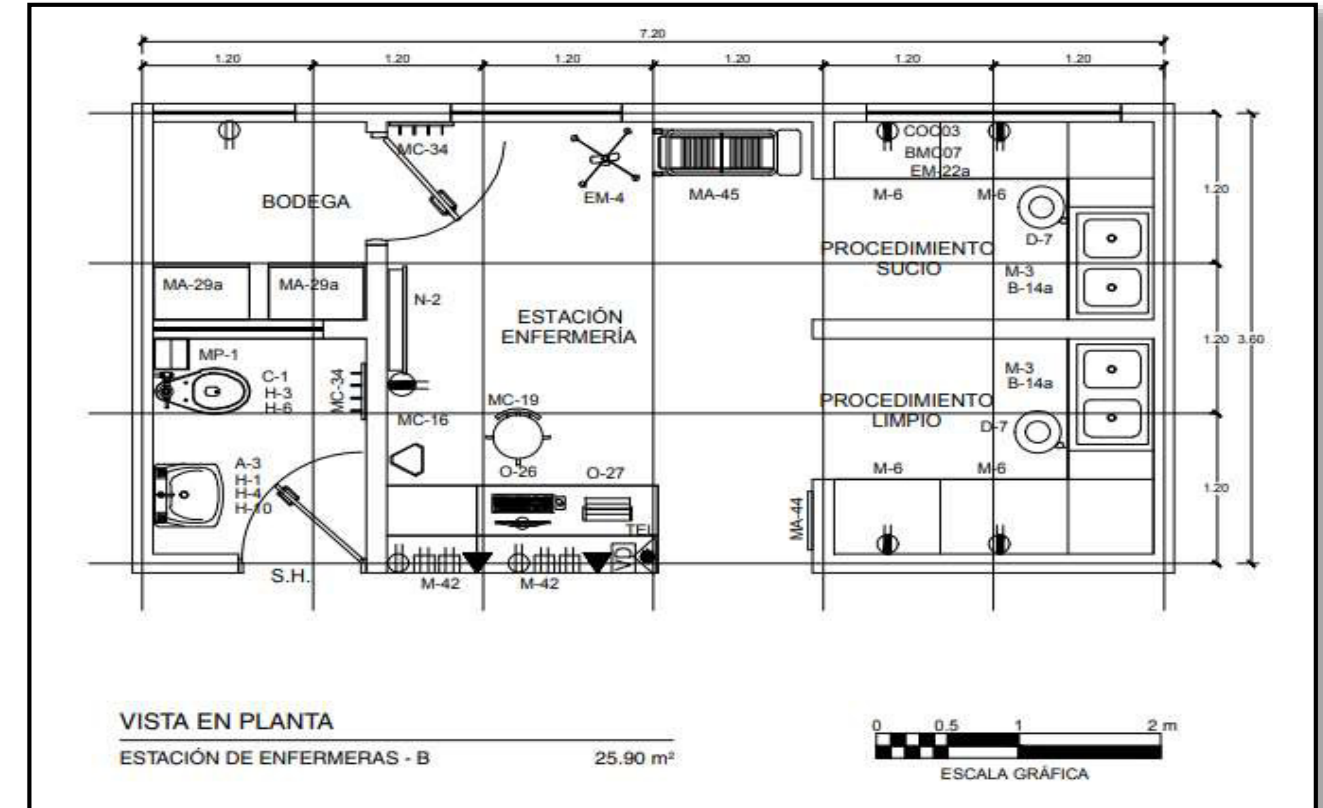 7.20
1.20 1.20 1.20 1.20 1.20 1.20
MC-34
COC03
BMC07
EM-22a
EM-4
MA-45
M-6
M-6
1.20
BODEGA
D-7
PROCEDIMIENTO
SUCIO
M-3
B-14a
MA-29a
MA-29a
N-2
ESTACIÓN
ENFERMERÍA
1.20
3.60
MP-1
C-1
H-3
H-6
MC-34
M-3
B-14a
MC-19
PROCEDIMIENTO
LIMPIO
MC-16
D-7
A-3
H-1
H-4
H-10
O-26
O-27
M-6
M-6
1.20
MA-44
TEL
VD
S.H.
M-42
M-42
VISTA EN PLANTA
ESTACIÓN DE ENFERMERAS - B 25.90 m²
0 0.5 1 2 m
ESCALA GRÁFICA